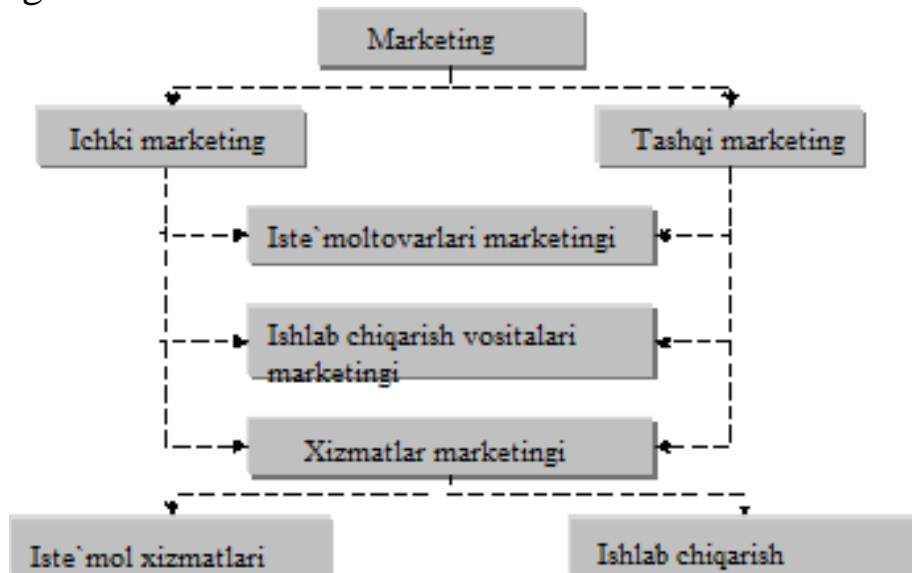 g
Marketing
Ichki marketing
Tashqi marketing
Iste`moltovarlari marketingi
Ishlab chiqarish vositalari
marketingi
Xizmatlar marketingi
Iste`mol xizmatlari
Ishlab chiqarish